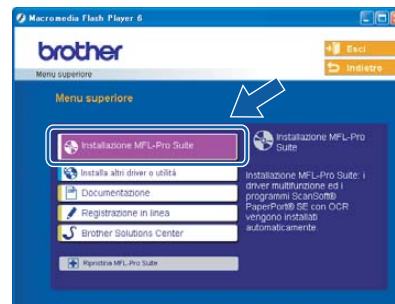 Macromedia Flash Player 6
brother
Esci
Indietro
Menu superiore
Menu superiore
Installazione MFL-Pro Suite
Installa altri driver o utilità
Documentazione
Registrazione in linea
Brother Solutions Center
Ripristina MFL-Pro Suite
Installazione MFL-Pro
Suite
Installazione MFL-Pro Suite: i
driver multifunzione ed i
programmi ScanSoft®
PaperPort® SE con OCR
vengono installati
automaticamente.